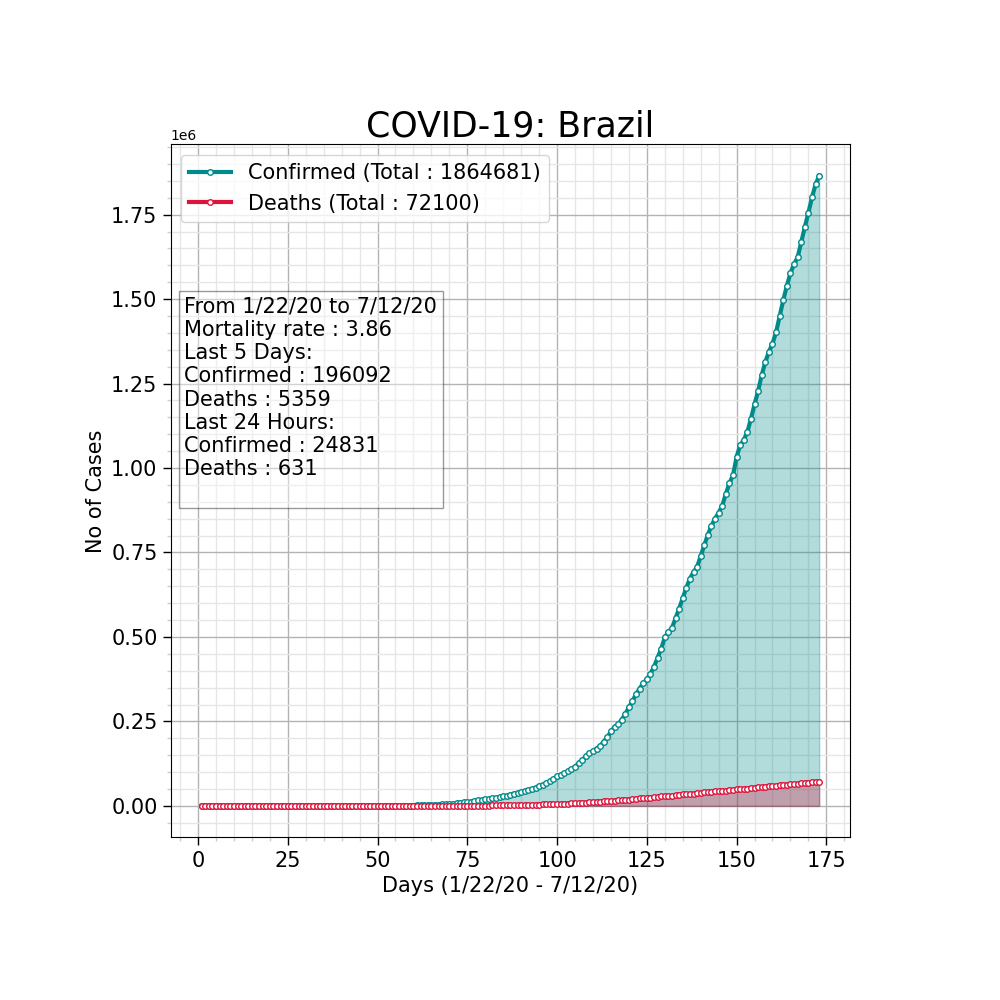 COVID-19: Brazil
1e6
Confirmed (Total : 1864681)
Deaths (Total : 72100)
From 1/22/20 to 7/12/20
Mortality rate : 3.86
Last 5 Days:
Confirmed : 196092
Deaths : 5359
Last 24 Hours:
Confirmed : 24831
Deaths : 631
No of Cases
1.75
1.50
1.25
1.00
0.75
0.50
0.25
0.00
0 25 50 75 100 125 150 175
Days (1/22/20 - 7/12/20)